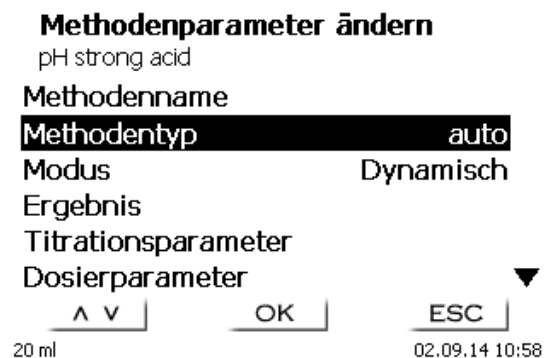 Methodenparameter ändern
pH strong acid
Methodenname
Methodentyp auto
Modus Dynamisch
Ergebnis
Titrationsparameter
Dosierparameter
OK ESC
20 ml 02.09.14 10:58